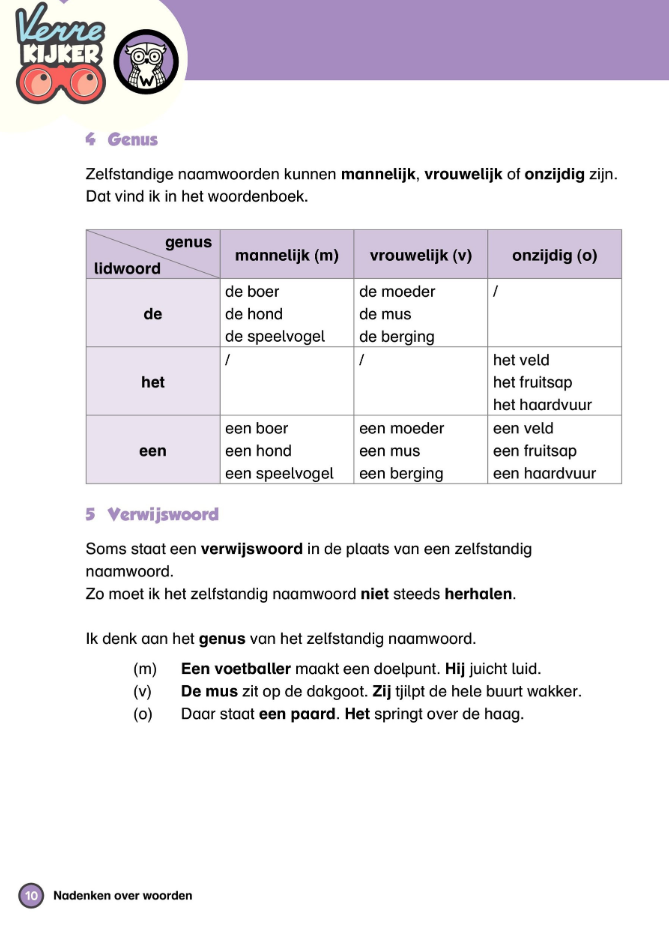 Verre
KIJKER
W
4 Genus
Zelfstandige naamwoorden kunnen mannelijk, vrouwelijk of onzijdig zijn.
Dat vind ik in het woordenboek.
genus
lidwoord
mannelijk (m)
vrouwelijk (v)
onzijdig (o)
de
de boer
de hond
de speelvogel
de moeder
de mus
de berging
/
het
/
/
het veld
het fruitsap
het haardvuur
een
een boer
een hond
een speelvogel
een moeder
een mus
een berging
een veld
een fruitsap
een haardvuur
5 Verwijswoord
Soms staat een verwijswoord in de plaats van een zelfstandig
naamwoord.
Zo moet ik het zelfstandig naamwoord niet steeds herhalen.
Ik denk aan het genus van het zelfstandig naamwoord.
(m) Een voetballer maakt een doelpunt. Hij juicht luid.
(v) De mus zit op de dakgoot. Zij tjilpt de hele buurt wakker.
(o) Daar staat een paard. Het springt over de haag.
10 Nadenken over woorden